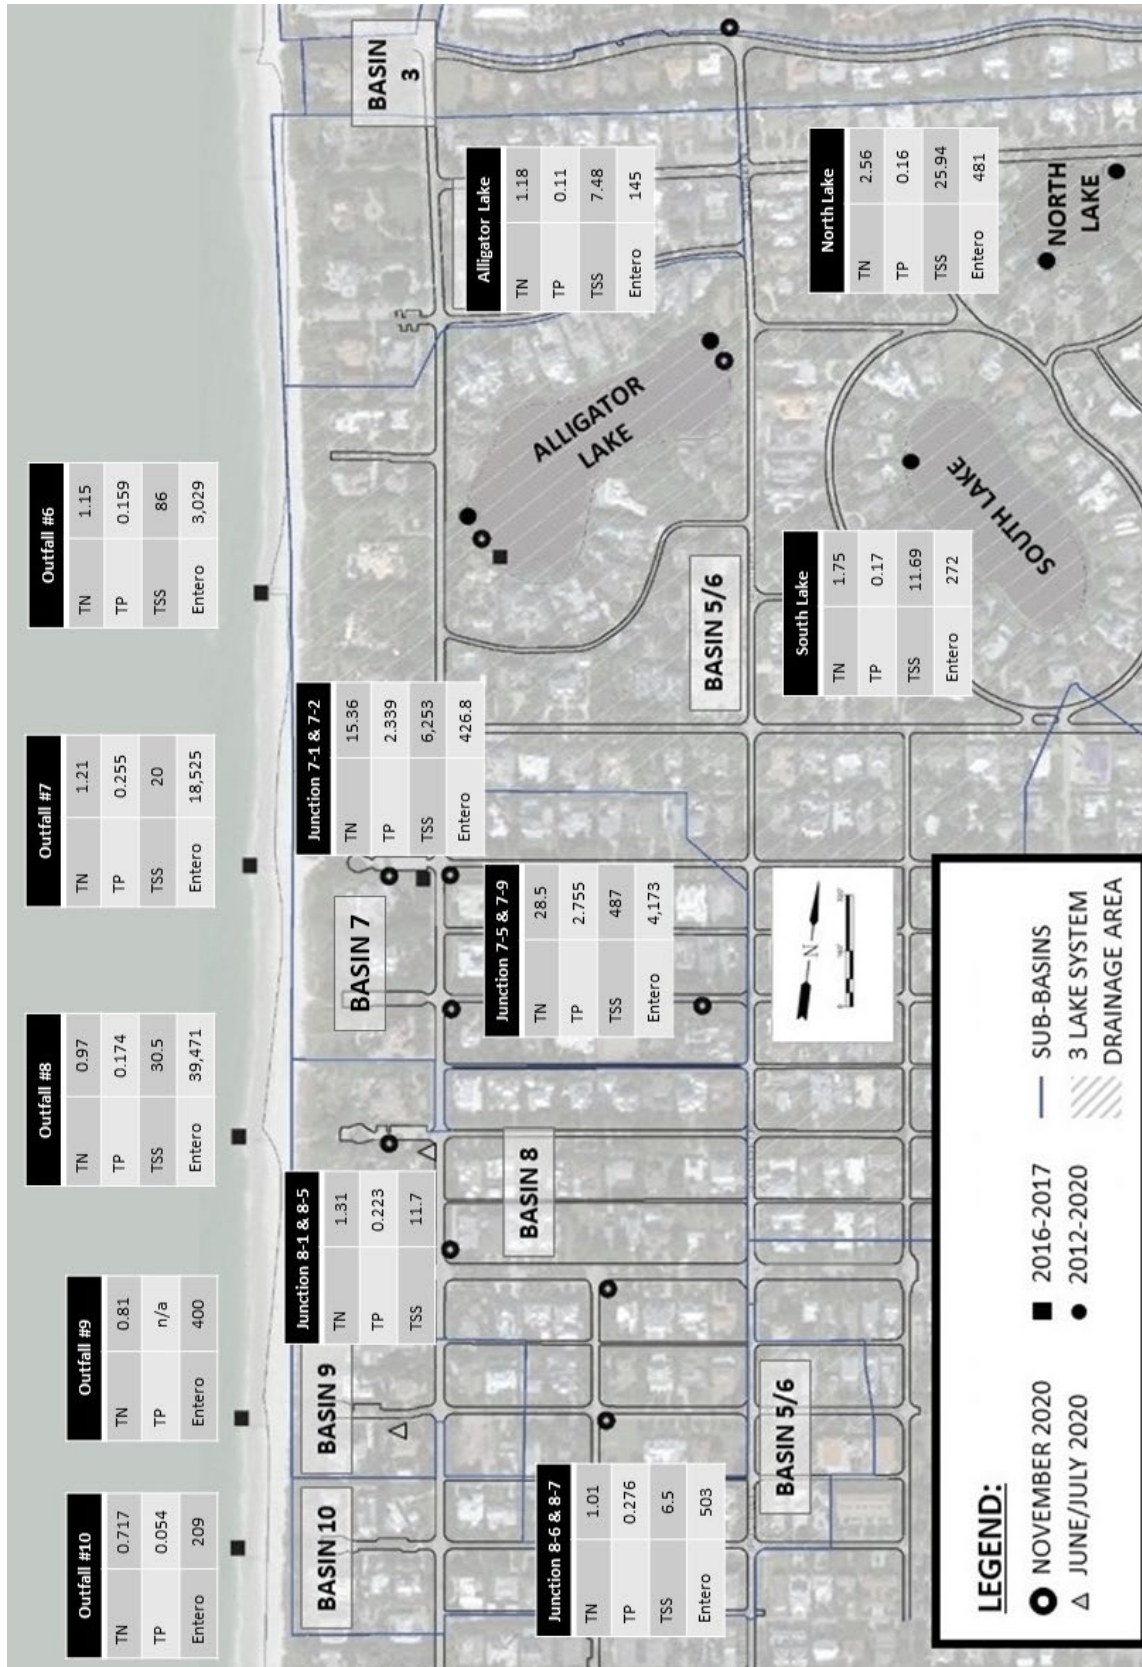 Outfall #10
TN 0.717
TP 0.054
Entero 209
Outfall #9
TN 0.81
TP n/a
Entero 400
Outfall #8
TN 0.97
TP 0.174
TSS 30.5
Entero 39,471
Outfall #7
TN 1.21
TP 0.255
TSS 20
Entero 18,525
Outfall #6
TN 1.15
TP 0.159
TSS 86
Entero 3,029
BASIN 10
BASIN 9
Junction 8-1 & 8-5
TN 1.31
TP 0.223
TSS 11.7
BASIN 7
Junction 7-1 & 7-2
TN 15.36
TP 2.339
TSS 6,253
Entero 426.8
BASIN
3
Alligator Lake
TN 1.18
TP 0.11
TSS 7.48
Entero 145
ALLIGATOR
LAKE
Junction 8-6 & 8-7
TN 1.01
TP 0.276
TSS 6.5
Entero 503
BASIN 8
Junction 7-5 & 7-9
TN 28.5
TP 2.755
TSS 487
Entero 4,173
BASIN 5/6
BASIN 5/6
N
South Lake
TN 1.75
TP 0.17
TSS 11.69
Entero 272
SOUTH LAKE
North Lake
TN 2.56
TP 0.16
TSS 25.94
Entero 481
NORTH
LAKE
LEGEND:
NOVEMBER 2020
JUNE/JULY 2020
2016-2017
2012-2020
SUB-BASINS
3 LAKE SYSTEM
DRAINAGE AREA